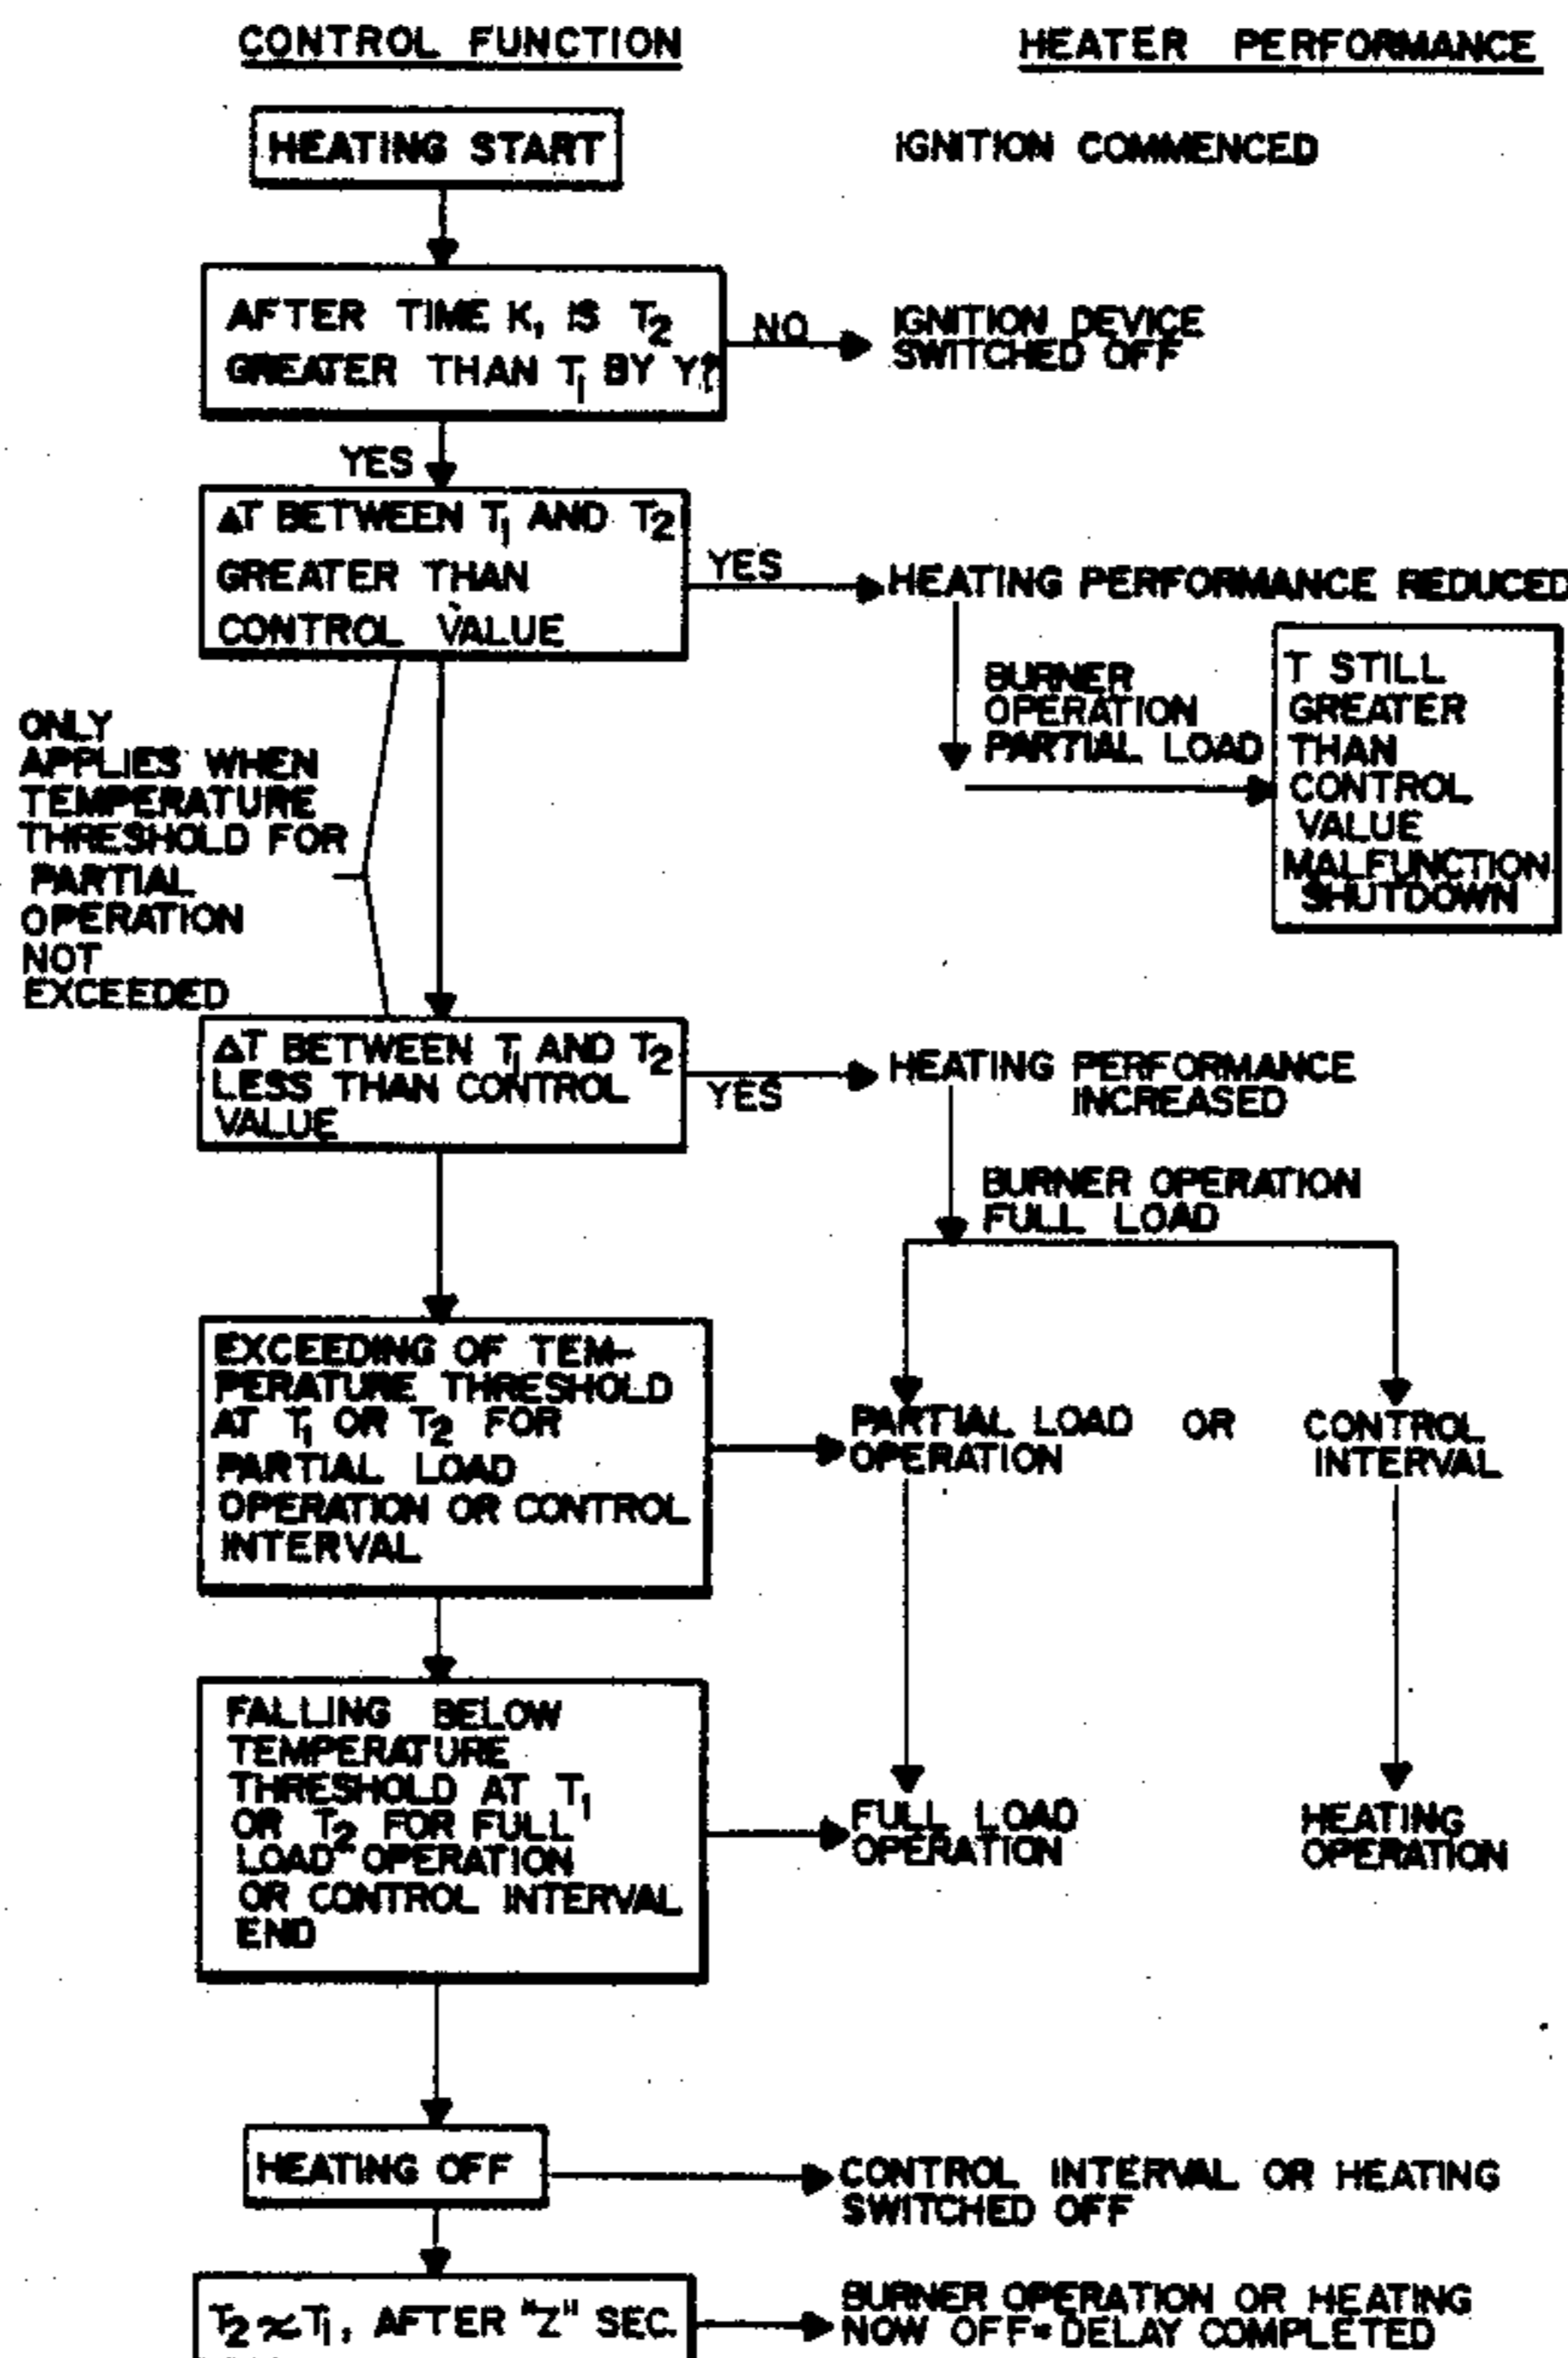 CONTROL FUNCTION
HEATER PERFORMANCE
HEATING START
IGNITION COMMENCED
AFTER TIME K, IS T2
GREATER THAN T1 BY Y?
NO
IGNITION DEVICE
SWITCHED OFF
YES
ΔT BETWEEN T1 AND T2
GREATER THAN
CONTROL VALUE
YES
HEATING PERFORMANCE REDUCED
BURNER
OPERATION
PARTIAL LOAD
T STILL
GREATER
THAN
CONTROL
VALUE
MALFUNCTION
SHUTDOWN
ONLY
APPLIES WHEN
TEMPERATURE
THRESHOLD FOR
PARTIAL
OPERATION
NOT
EXCEEDED
ΔT BETWEEN T1 AND T2
LESS THAN CONTROL
VALUE
YES
HEATING PERFORMANCE
INCREASED
BURNER OPERATION
FULL LOAD
EXCEEDING OF TEM-
PERATURE THRESHOLD
AT T1 OR T2 FOR
PARTIAL LOAD
OPERATION OR CONTROL
INTERVAL
PARTIAL LOAD OR CONTROL
OPERATION INTERVAL
FALLING BELOW
TEMPERATURE
THRESHOLD AT T1
OR T2 FOR FULL
LOAD OPERATION
OR CONTROL INTERVAL
END
FULL LOAD
OPERATION
HEATING
OPERATION
HEATING OFF
CONTROL INTERVAL OR HEATING
SWITCHED OFF
T2≈T1, AFTER "Z" SEC.
BURNER OPERATION OR HEATING
NOW OFF=DELAY COMPLETED